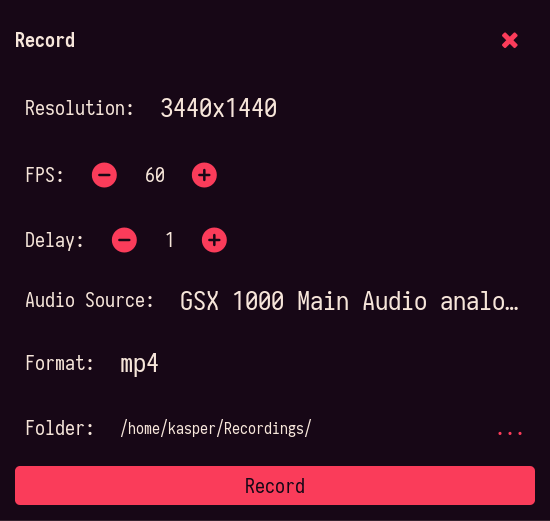 Record
Resolution: 3440x1440
FPS: 60
Delay: 1
Audio Source: GSX 1000 Main Audio analo…
Format: mp4
Folder: /home/kasper/Recordings/ ...
Record